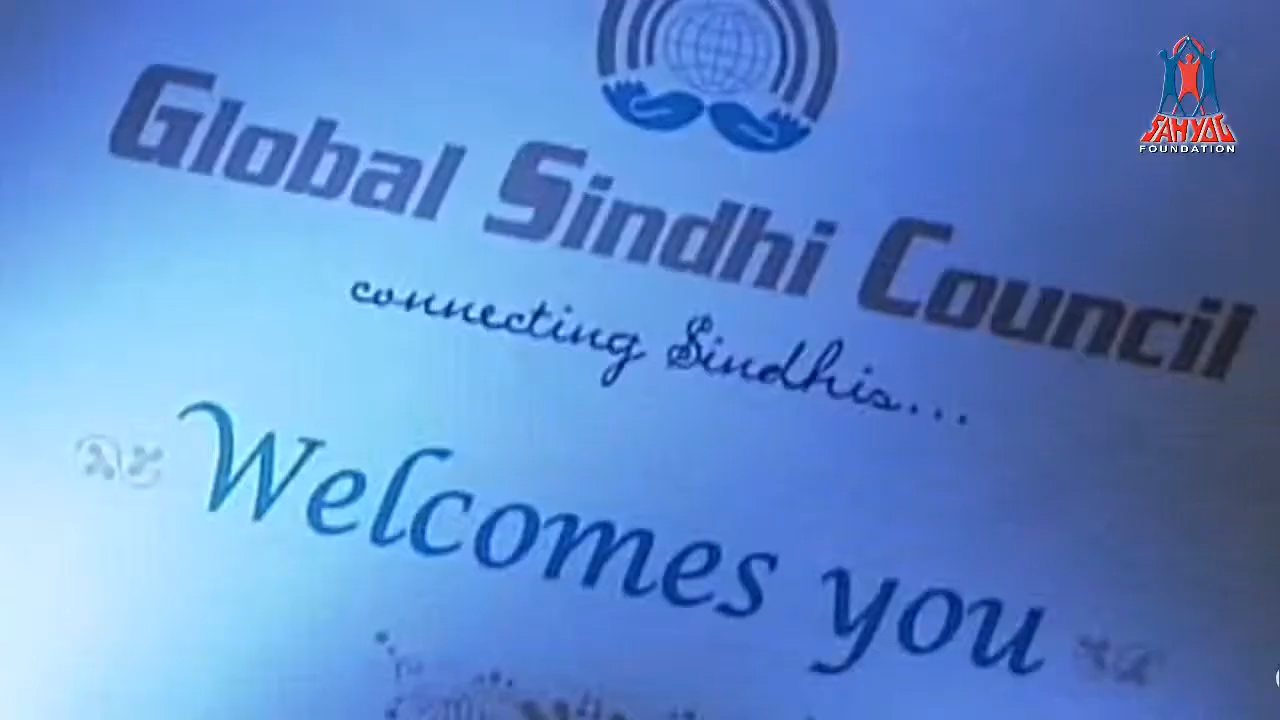 Global Sindhi Council
connecting Sindhis...
Welcomes you
SAHYOG
FOUNDATION